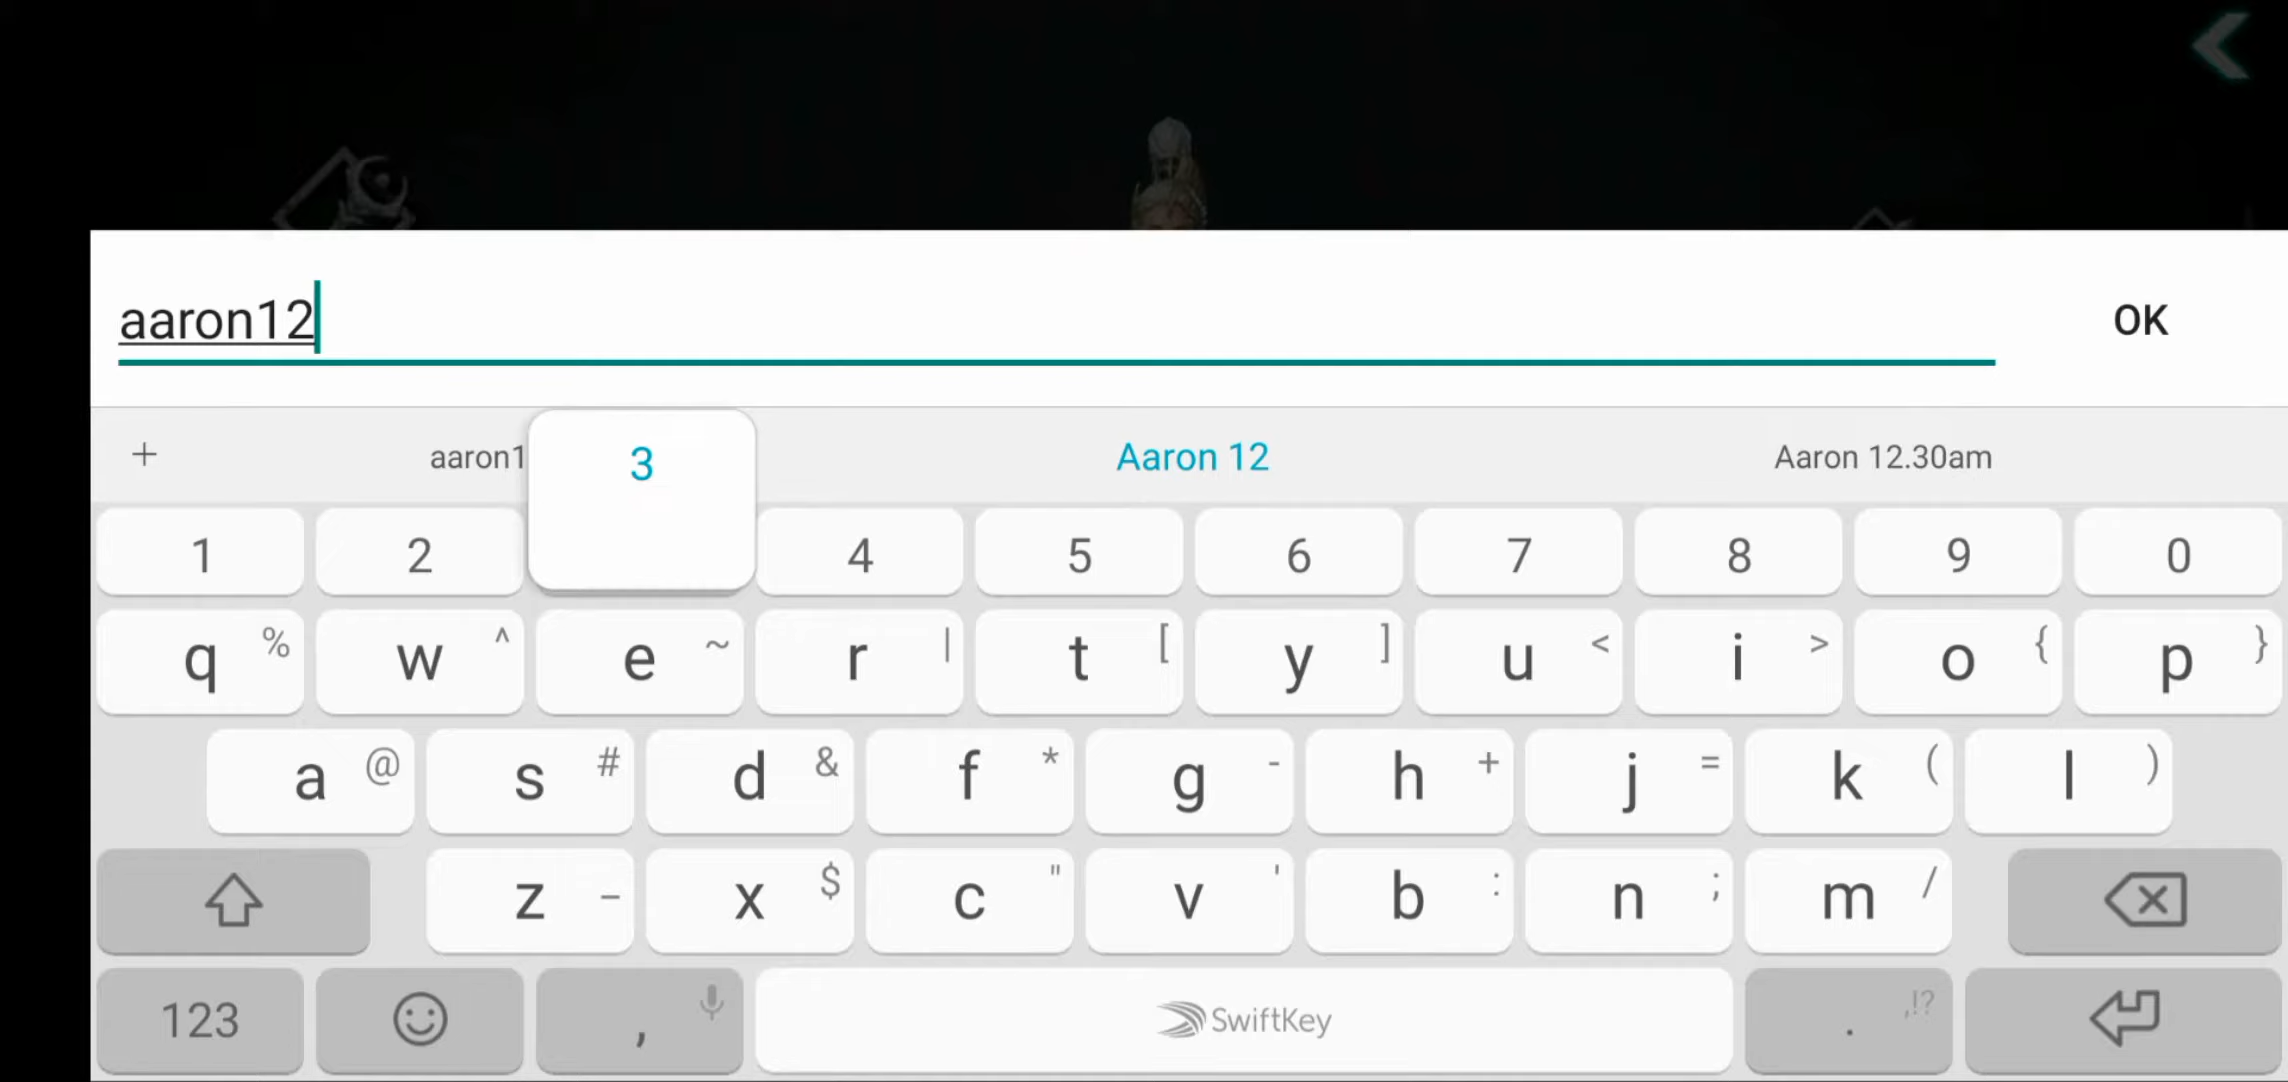 aaron12
OK
+ aaron1 3 Aaron 12 Aaron 12.30am
1 2 4 5 6 7 8 9 0
q % w ^ e ~ r | t [ y ] u < i > o { p }
a @ s # d & f * g - h + j = k ( l )
z _ x $ c " v ' b : n ; m /
123 , SwiftKey . ,!?